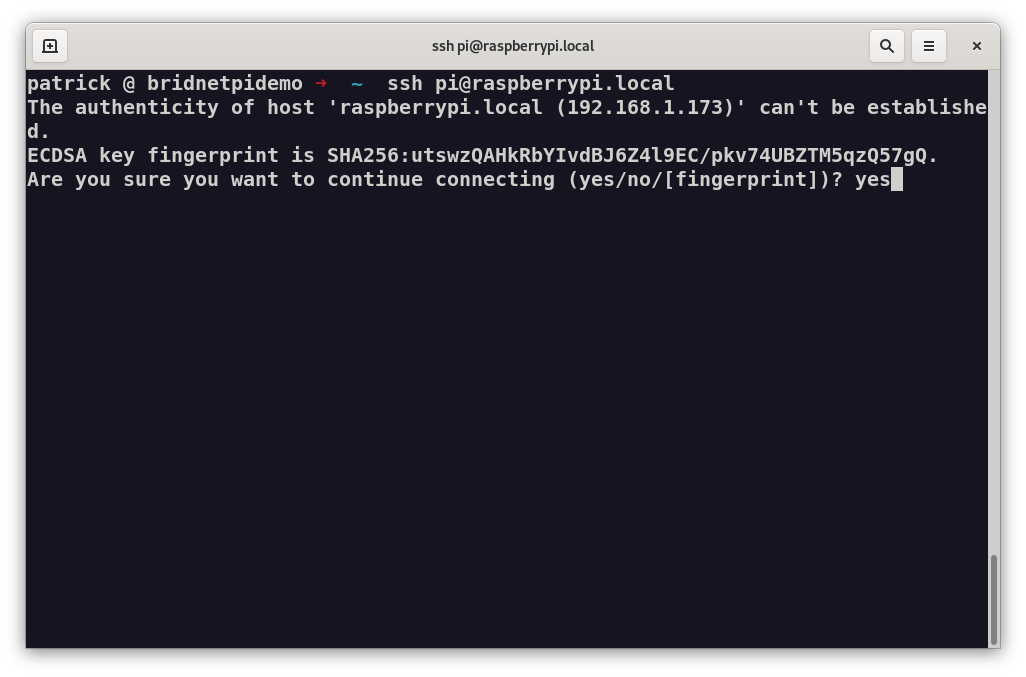 ssh pi@raspberrypi.local
patrick @ bridnetpidemo → ~ ssh pi@raspberrypi.local
The authenticity of host 'raspberrypi.local (192.168.1.173)' can't be establishe
d.
ECDSA key fingerprint is SHA256:utswzQAHkRbYIvdBJ6Z4l9EC/pkv74UBZTM5qzQ57gQ.
Are you sure you want to continue connecting (yes/no/[fingerprint])? yes